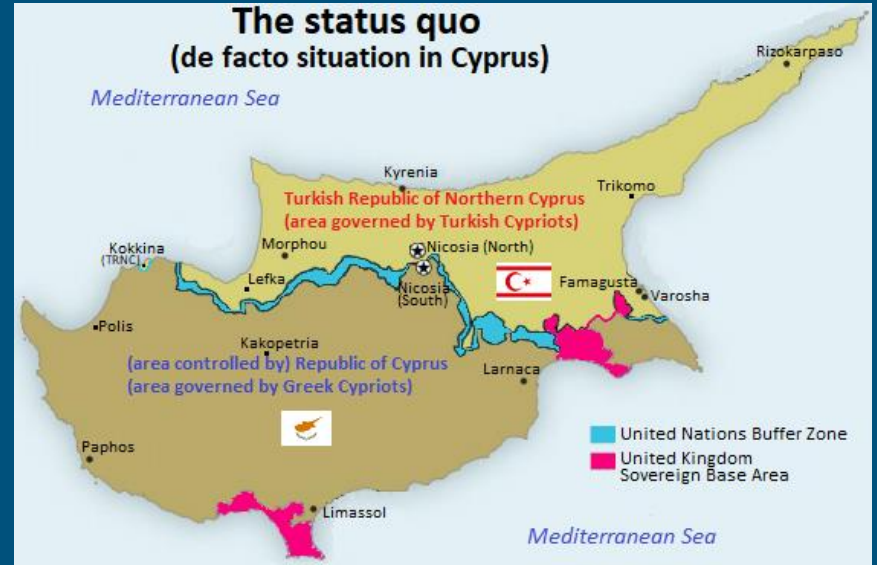 The status quo
(de facto situation in Cyprus)
Mediterranean Sea
Rizokarpaso
Kyrenia
Trikomo
Turkish Republic of Northern Cyprus
(area governed by Turkish Cypriots)
Kokkina
(TRNC)
Morphou
Nicosia (North)
Lefka
Nicosia
(South)
Famagusta
Varosha
Polis
Kakopetria
(area controlled by) Republic of Cyprus
(area governed by Greek Cypriots)
Larnaca
Paphos
Limassol
United Nations Buffer Zone
United Kingdom
Sovereign Base Area
Mediterranean Sea